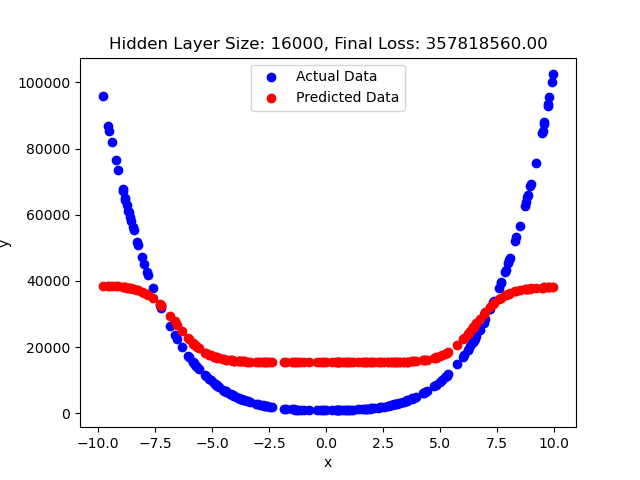 Hidden Layer Size: 16000, Final Loss: 357818560.00
Actual Data
Predicted Data
100000
80000
60000
40000
20000
0
y
−10.0 −7.5 −5.0 −2.5 0.0 2.5 5.0 7.5 10.0
x